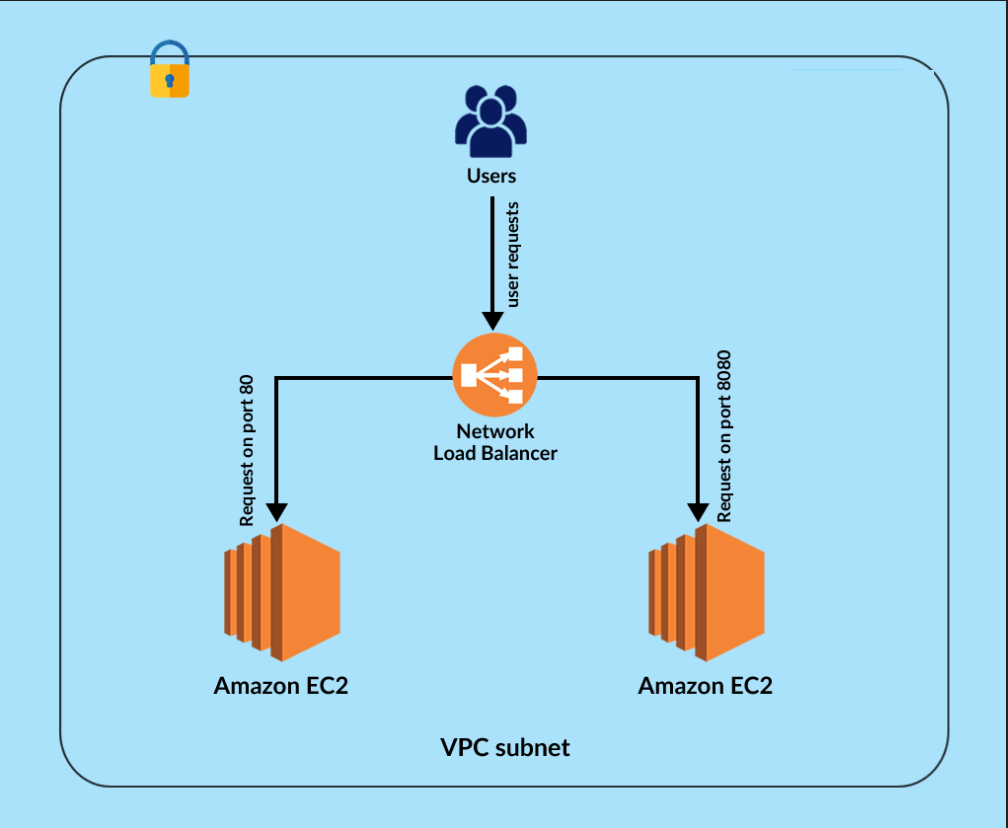 Users
user requests
Network
Load Balancer
Request on port 80
Request on port 8080
Amazon EC2
Amazon EC2
VPC subnet